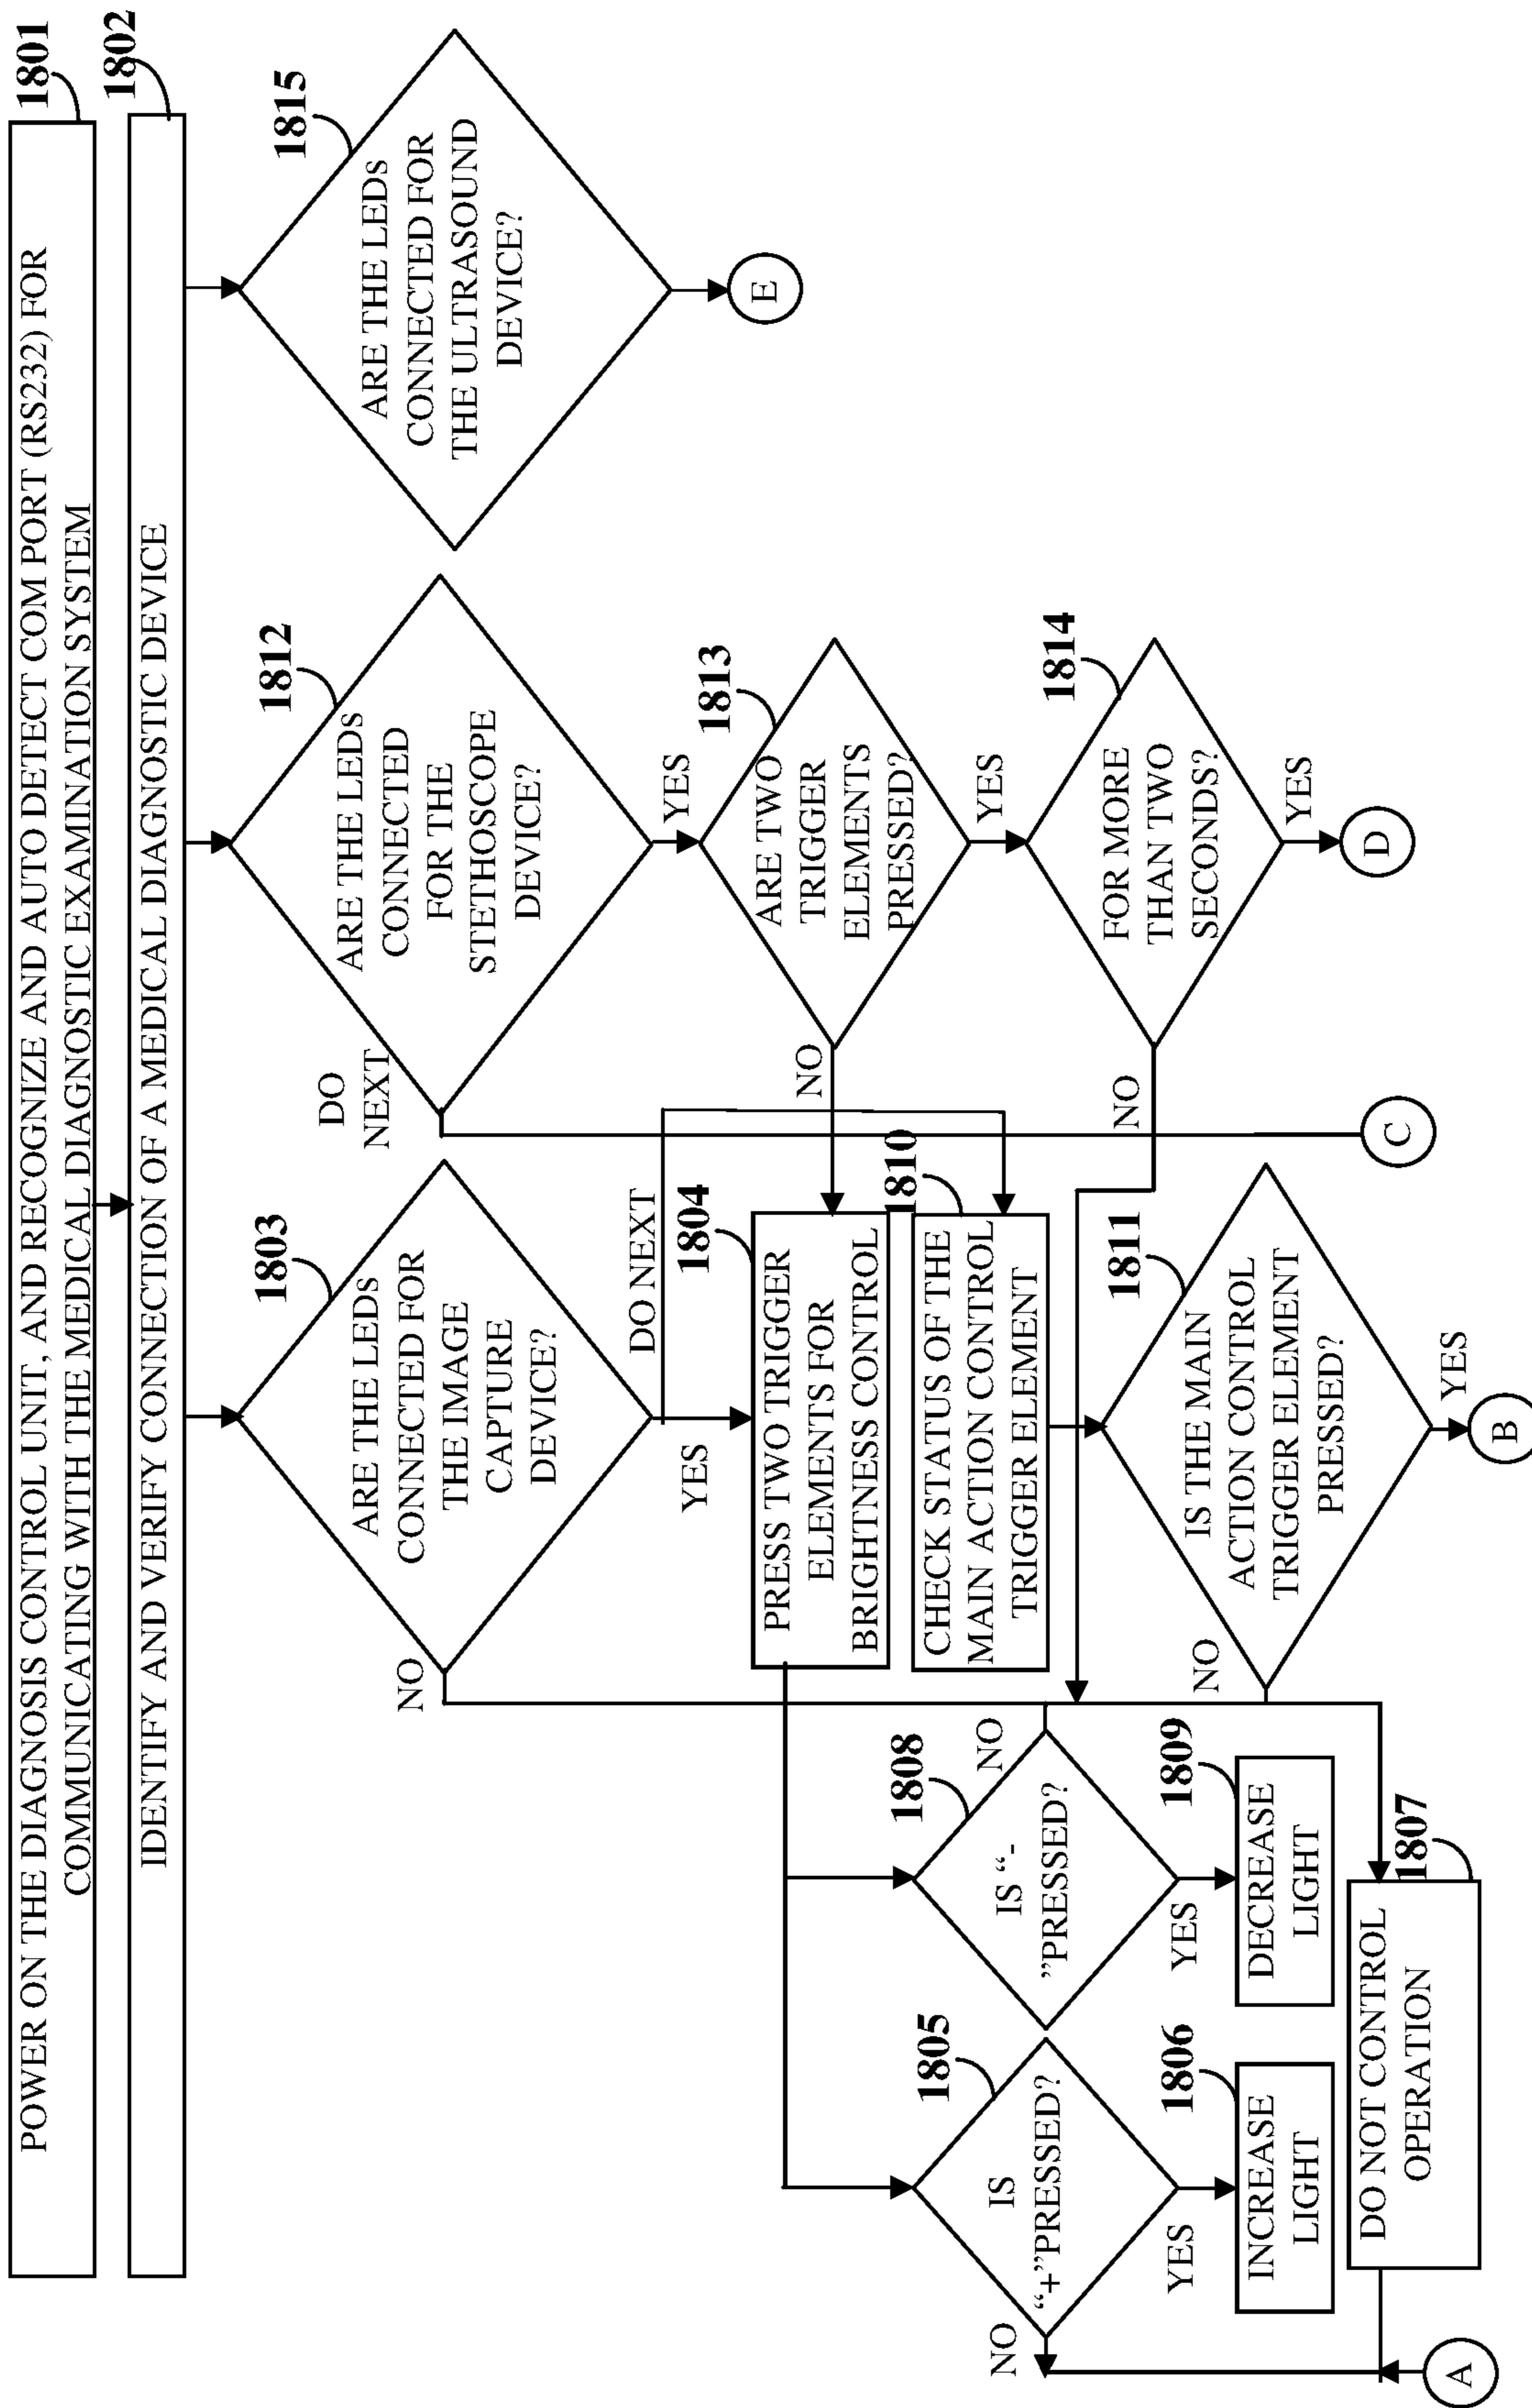 POWER ON THE DIAGNOSIS CONTROL UNIT, AND RECOGNIZE AND AUTO DETECT COM PORT (RS232) FOR
COMMUNICATING WITH THE MEDICAL DIAGNOSTIC EXAMINATION SYSTEM
1801
IDENTIFY AND VERIFY CONNECTION OF A MEDICAL DIAGNOSTIC DEVICE
1802
1803
ARE THE LEDS
CONNECTED FOR
THE IMAGE
CAPTURE
DEVICE?
NO
YES
DO NEXT
1804
PRESS TWO TRIGGER
ELEMENTS FOR
BRIGHTNESS CONTROL
1805
IS
“+”PRESSED?
NO
YES
1806
INCREASE
LIGHT
1808
IS “-
”PRESSED?
NO
YES
1809
DECREASE
LIGHT
1807
DO NOT CONTROL
OPERATION
A
1810
CHECK STATUS OF THE
MAIN ACTION CONTROL
TRIGGER ELEMENT
1811
IS THE MAIN
ACTION CONTROL
TRIGGER ELEMENT
PRESSED?
NO
YES
B
1812
ARE THE LEDS
CONNECTED
FOR THE
STETHOSCOPE
DEVICE?
DO
NEXT
YES
C
1813
ARE TWO
TRIGGER
ELEMENTS
PRESSED?
NO
YES
1814
FOR MORE
THAN TWO
SECONDS?
NO
YES
D
1815
ARE THE LEDS
CONNECTED FOR
THE ULTRASOUND
DEVICE?
E